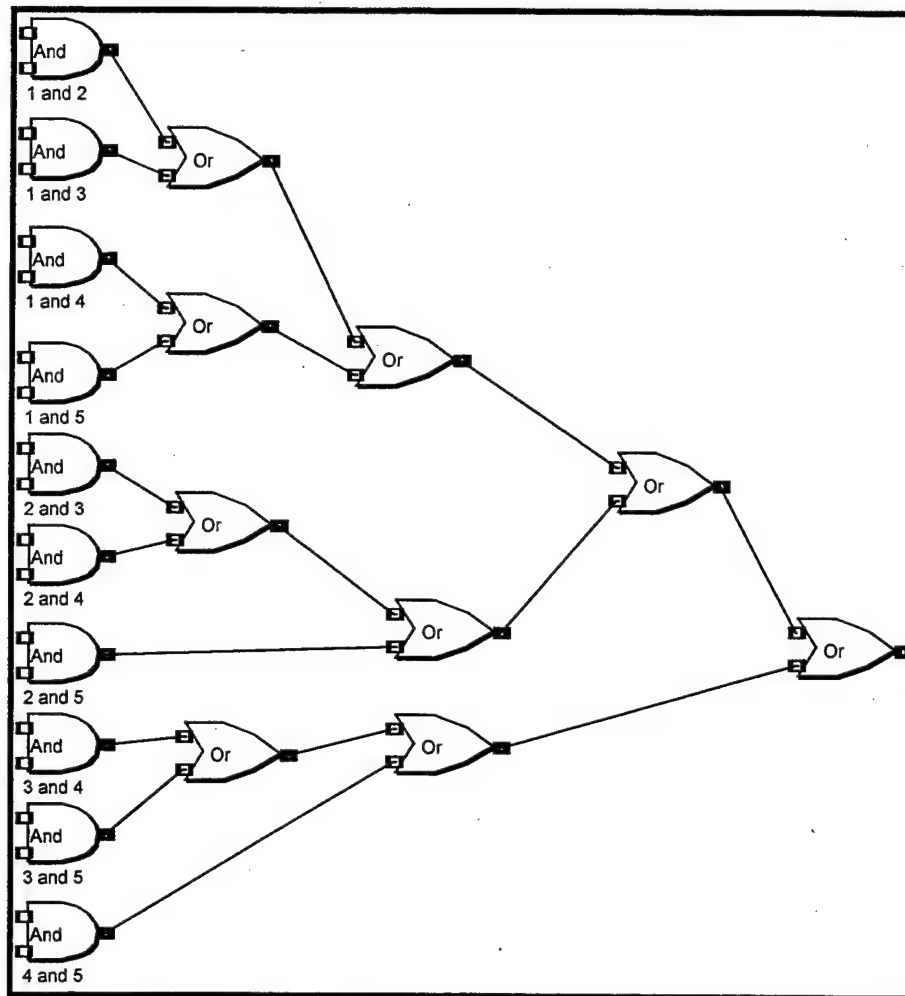 And
1 and 2
And
1 and 3
Or
And
1 and 4
Or
And
1 and 5
Or
And
2 and 3
Or
And
2 and 4
Or
And
2 and 5
Or
Or
And
3 and 4
Or
Or
And
3 and 5
And
4 and 5